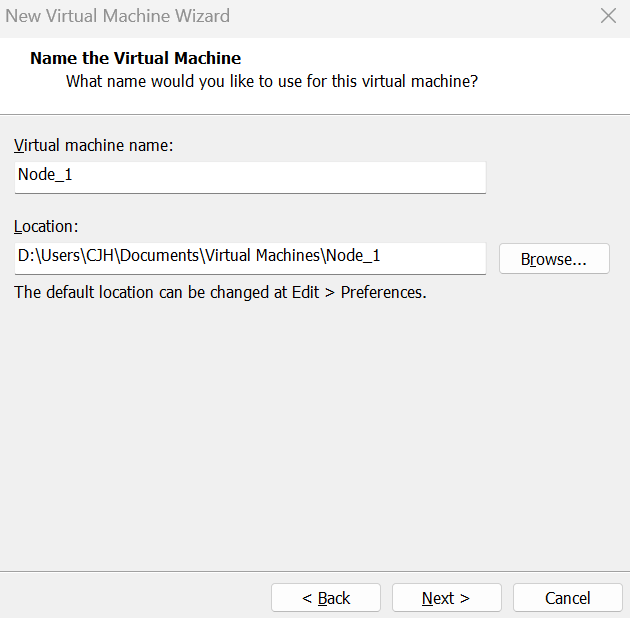 New Virtual Machine Wizard
Name the Virtual Machine
What name would you like to use for this virtual machine?
Virtual machine name:
Node_1
Location:
D:\Users\CJH\Documents\Virtual Machines\Node_1
Browse...
The default location can be changed at Edit > Preferences.
< Back
Next >
Cancel